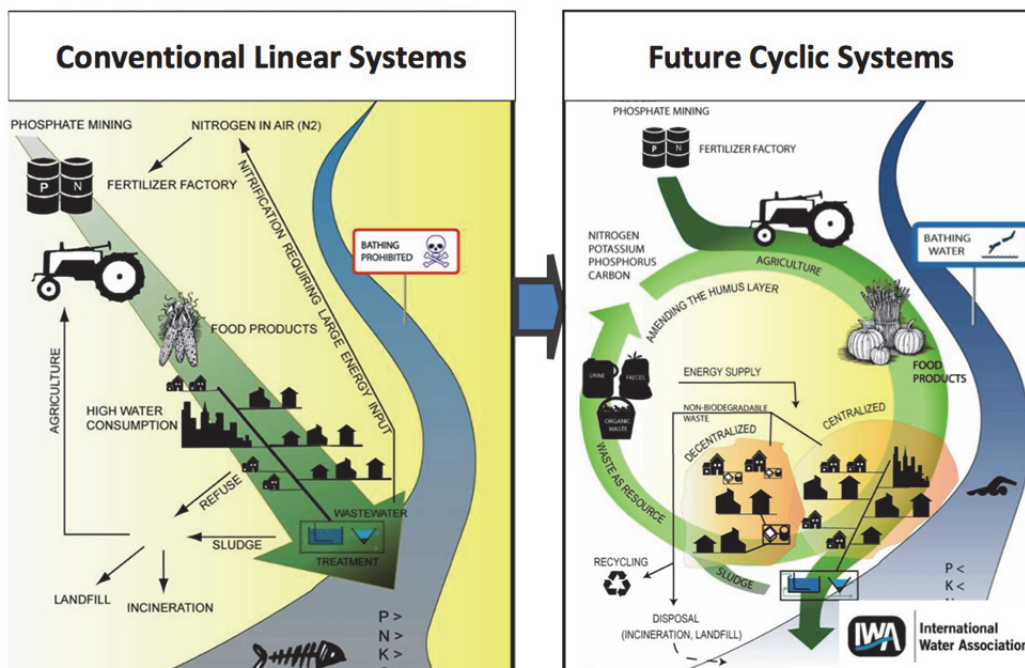 Conventional Linear Systems
PHOSPHATE MINING
NITROGEN IN AIR (N2)
P
N
FERTILIZER FACTORY
NITRIFICATION REQUIRING LARGE ENERGY INPUT
BATHING
PROHIBITED
FOOD PRODUCTS
AGRICULTURE
HIGH WATER
CONSUMPTION
REFUSE
WASTEWATER
SLUDGE
TREATMENT
LANDFILL
INCINERATION
P >
N >
K >
Future Cyclic Systems
PHOSPHATE MINING
P
N
FERTILIZER FACTORY
NITROGEN
POTASSIUM
PHOSPHORUS
CARBON
AGRICULTURE
BATHING
WATER
AMENDING THE HUMUS LAYER
URINE
FAECES
ORGANIC
WASTE
ENERGY SUPPLY
FOOD
PRODUCTS
NON-BIODEGRADABLE
WASTE
DECENTRALIZED
CENTRALIZED
WASTE AS RESOURCE
RECYCLING
SLUDGE
DISPOSAL
(INCINERATION, LANDFILL)
P <
K <
IWA
International
Water Association